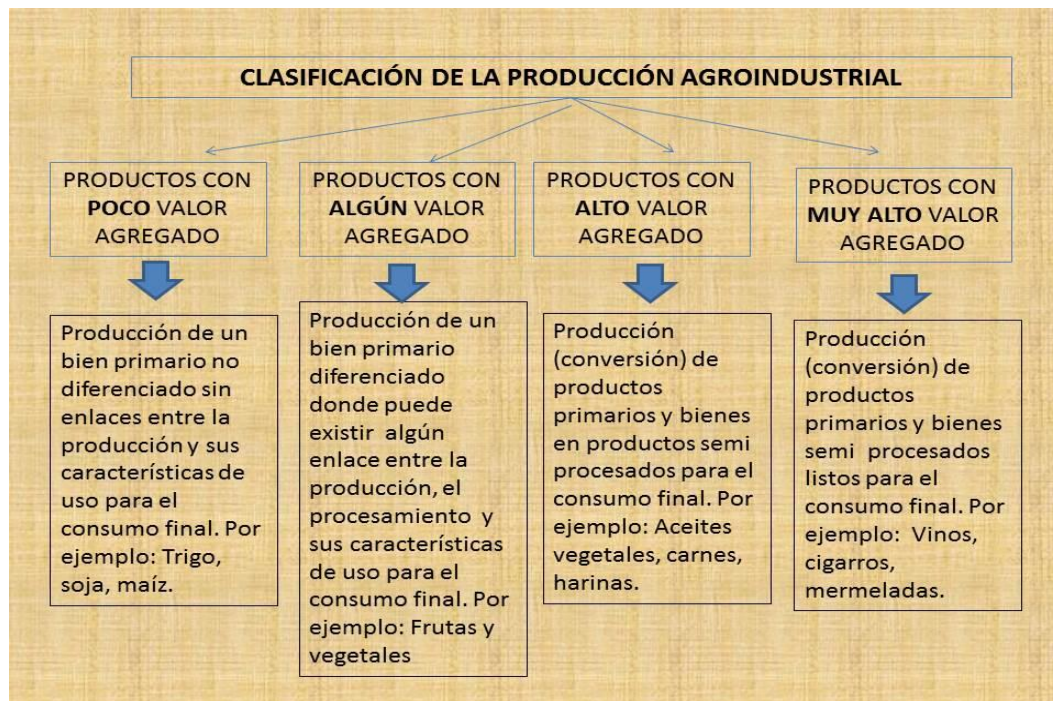 CLASIFICACIÓN DE LA PRODUCCIÓN AGROINDUSTRIAL
PRODUCTOS CON
POCO VALOR
AGREGADO
Producción de un
bien primario no
diferenciado sin
enlaces entre la
producción y sus
características de
uso para el
consumo final. Por
ejemplo: Trigo,
soja, maíz.
PRODUCTOS CON
ALGÚN VALOR
AGREGADO
Producción de un
bien primario
diferenciado
donde puede
existir algún
enlace entre la
producción, el
procesamiento y
sus características
de uso para el
consumo final. Por
ejemplo: Frutas y
vegetales
PRODUCTOS CON
ALTO VALOR
AGREGADO
Producción
(conversión) de
productos
primarios y bienes
en productos semi
procesados para el
consumo final. Por
ejemplo: Aceites
vegetales, carnes,
harinas.
PRODUCTOS CON
MUY ALTO VALOR
AGREGADO
Producción
(conversión) de
productos
primarios y bienes
semi procesados
listos para el
consumo final. Por
ejemplo: Vinos,
cigarros,
mermeladas.